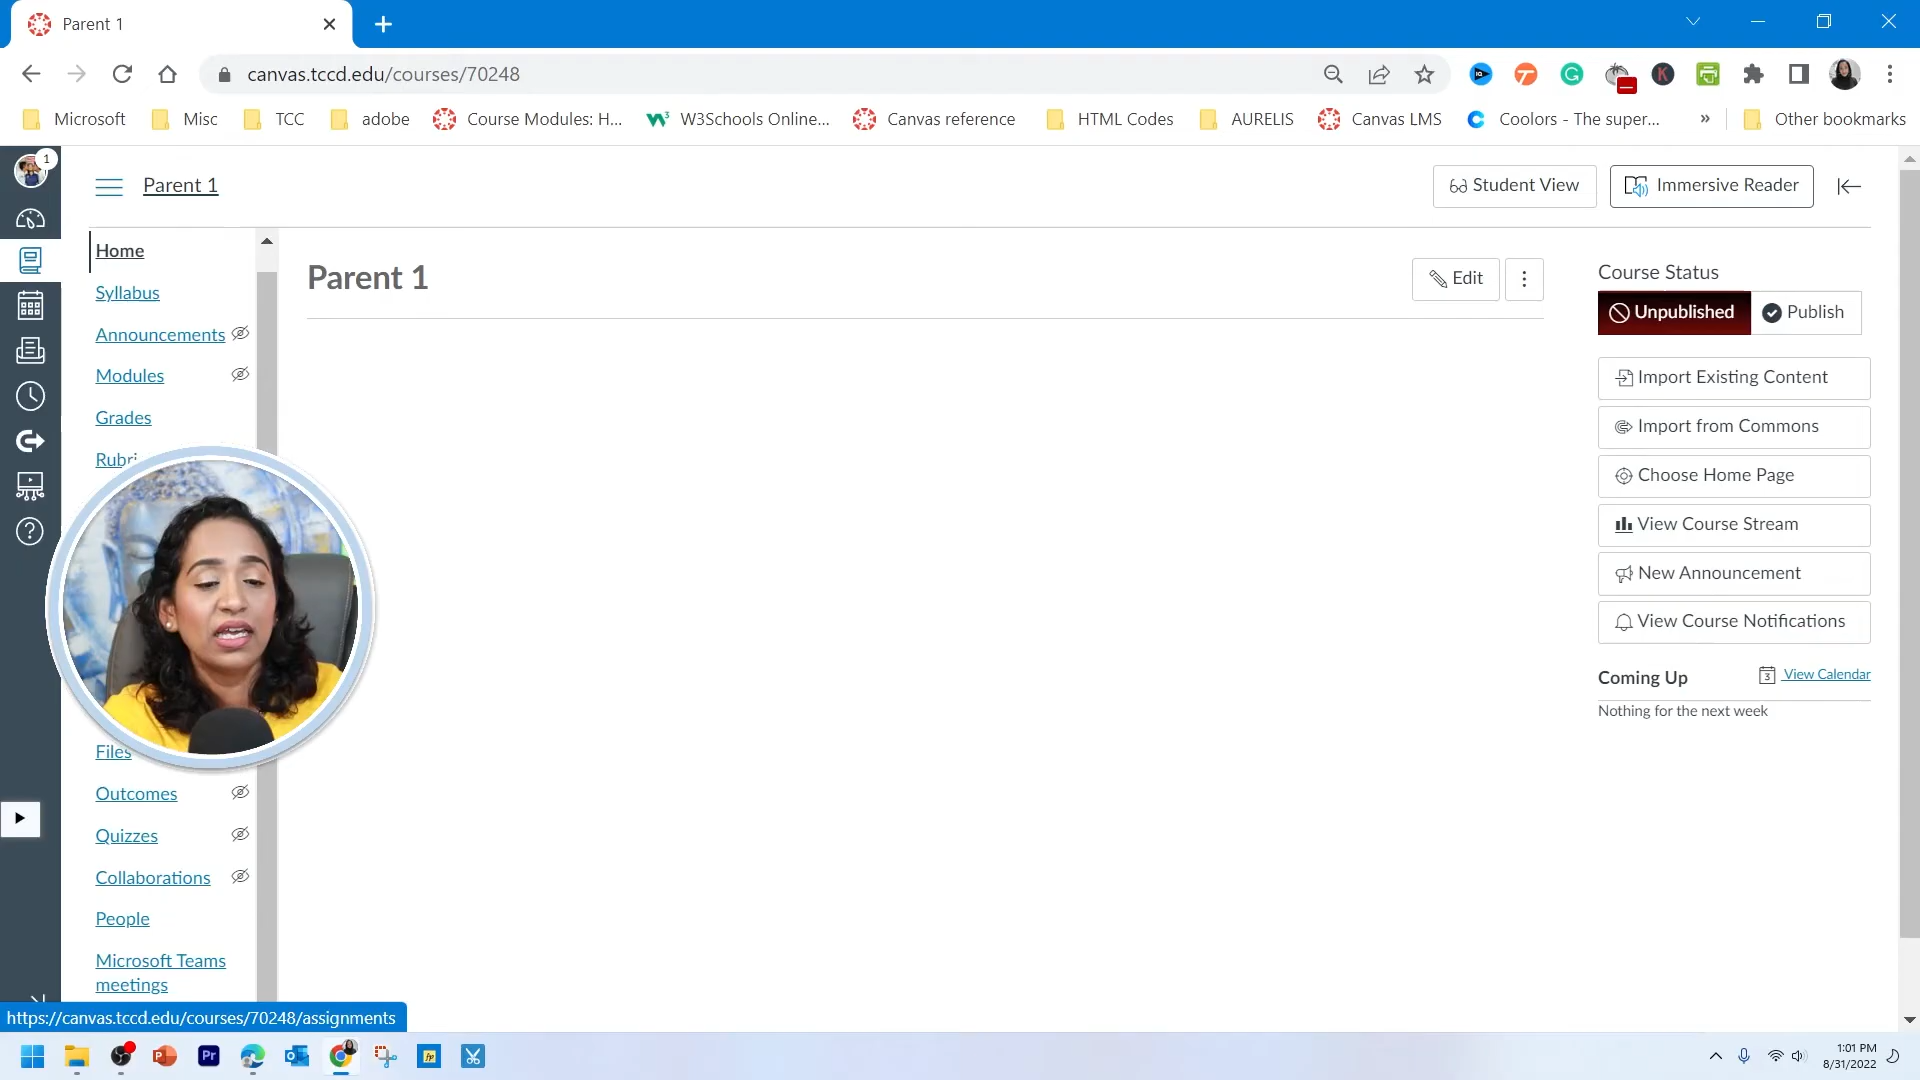 Parent 1
canvas.tccd.edu/courses/70248
Microsoft
Misc
TCC
adobe
Course Modules: H...
W3Schools Online...
Canvas reference
HTML Codes
AURELIS
Canvas LMS
Coolors - The super...
»
Other bookmarks
1
Parent 1
Student View
Immersive Reader
Home
Syllabus
Announcements
Modules
Grades
Rubri
Files
Outcomes
Quizzes
Collaborations
People
Microsoft Teams
meetings
Parent 1
Edit
Course Status
Unpublished
Publish
Import Existing Content
Import from Commons
Choose Home Page
View Course Stream
New Announcement
View Course Notifications
Coming Up
View Calendar
Nothing for the next week
https://canvas.tccd.edu/courses/70248/assignments
1:01 PM
8/31/2022